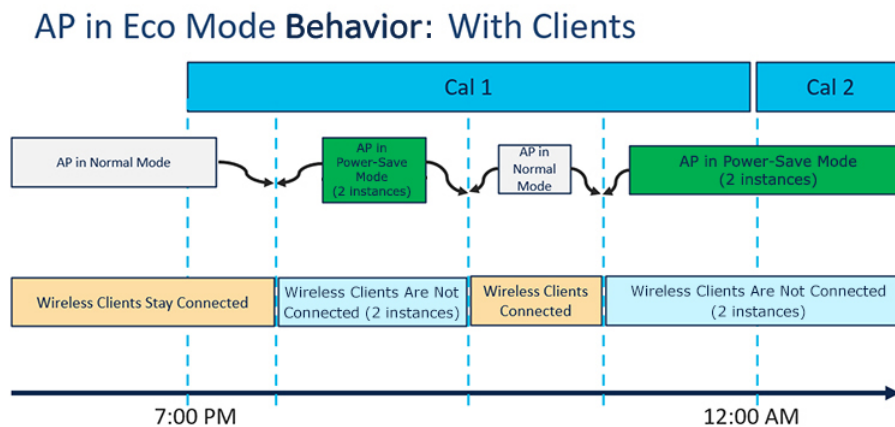 AP in Eco Mode Behavior: With Clients
Cal 1
Cal 2
AP in Normal Mode
AP in
Power-Save
Mode
(2 instances)
AP in
Normal
Mode
AP in Power-Save Mode
(2 instances)
Wireless Clients Stay Connected
Wireless Clients Are Not
Connected (2 instances)
Wireless Clients
Connected
Wireless Clients Are Not Connected
(2 instances)
7:00 PM
12:00 AM